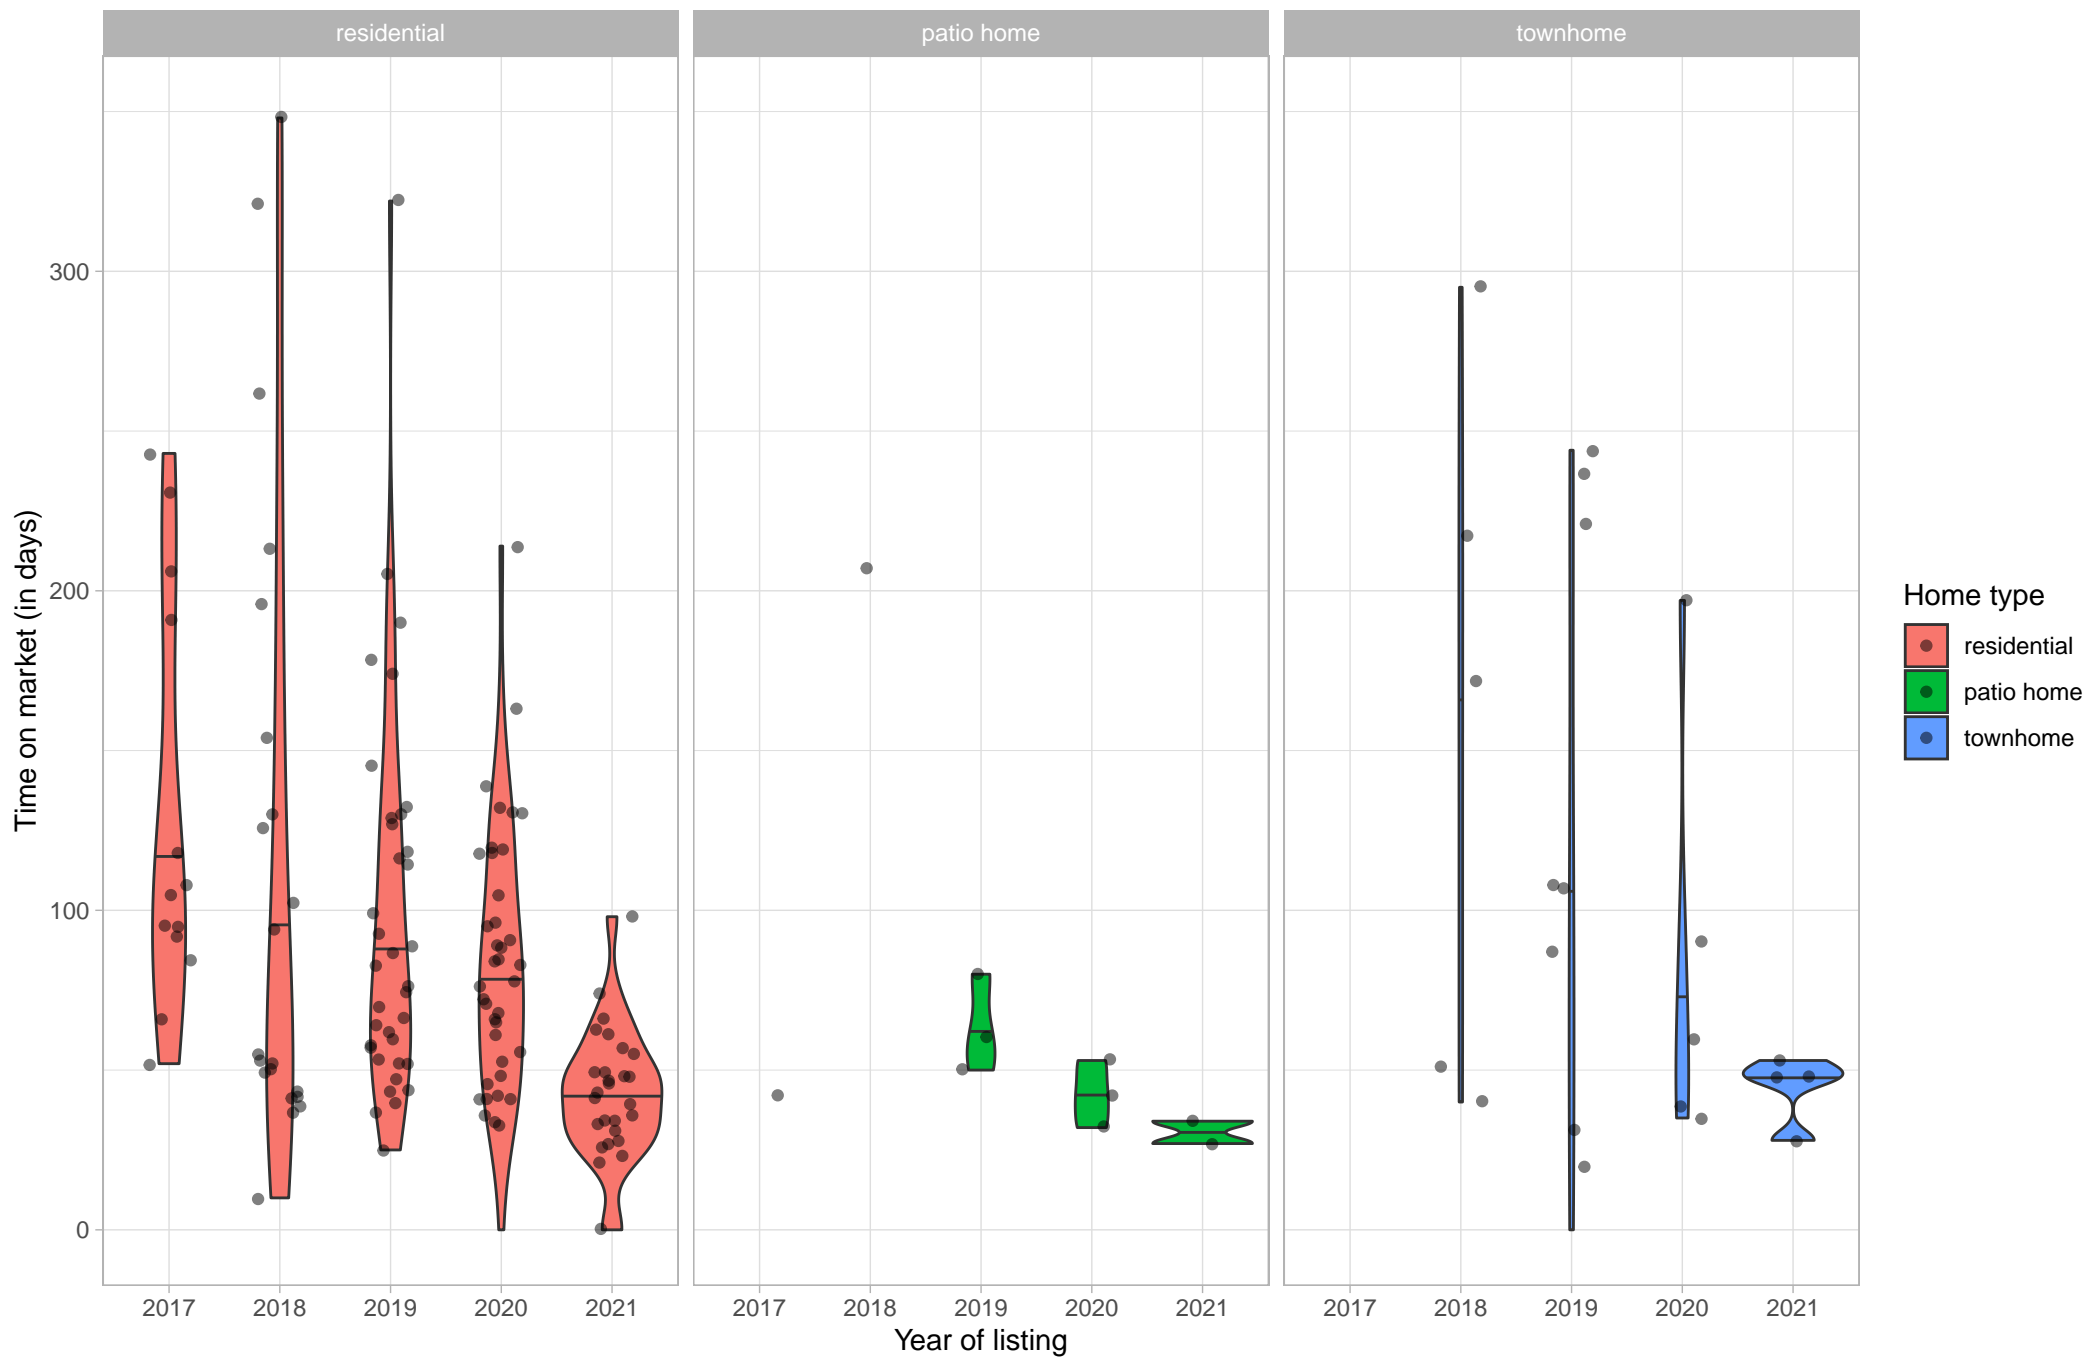 residential patio home townhome
Time on market (in days)
300
200
100
0
2017 2018 2019 2020 2021 2017 2018 2019 2020 2021 2017 2018 2019 2020 2021
Year of listing
Home type
residential
patio home
townhome